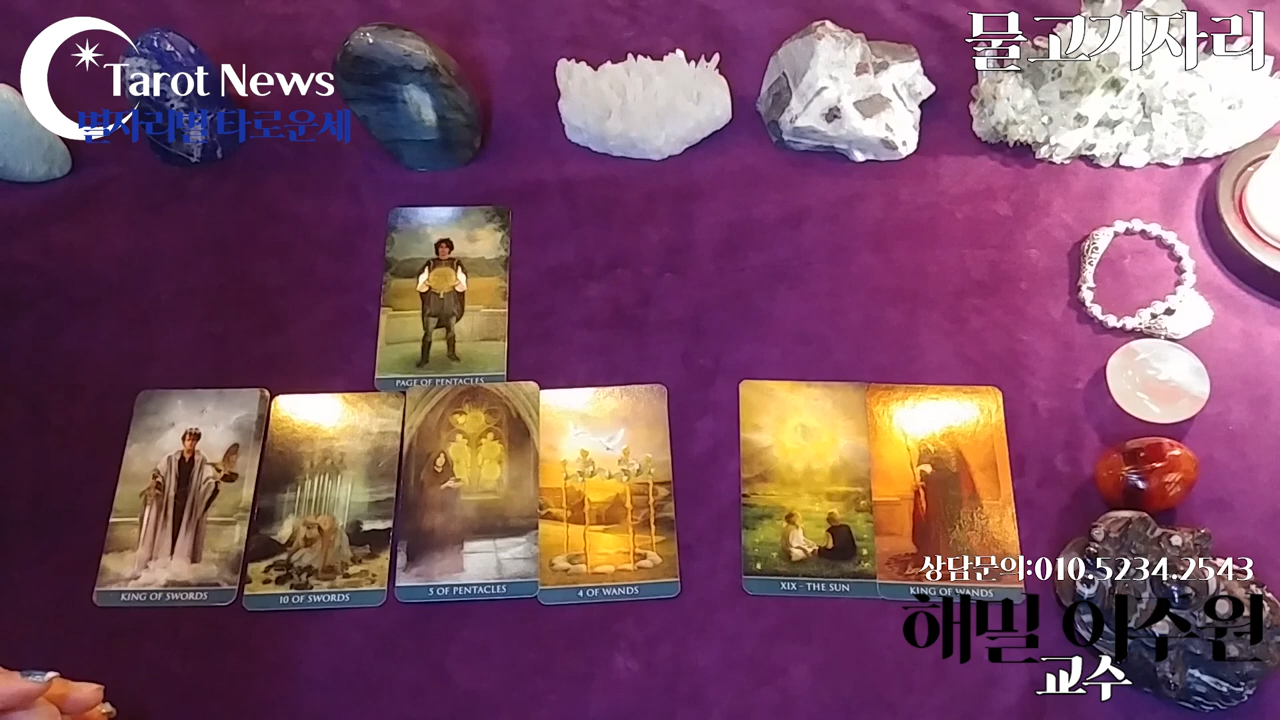 Tarot News
별자리별타로운세
물고기자리
PAGE OF PENTACLES
KING OF SWORDS
10 OF SWORDS
5 OF PENTACLES
4 OF WANDS
XIX - THE SUN
KING OF WANDS
상담문의:010.5234.2543
해밀 이수원
교수